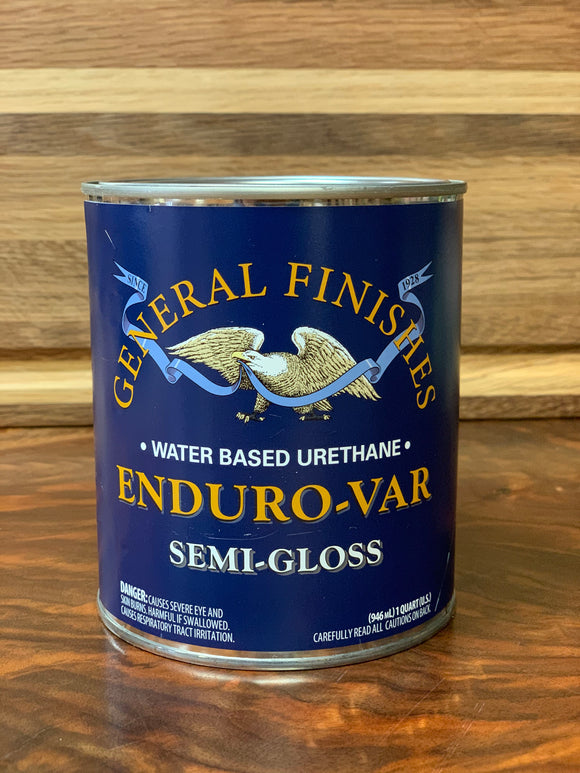 SINCE 1928
GENERAL FINISHES
• WATER BASED URETHANE •
ENDURO-VAR
SEMI-GLOSS
DANGER: CAUSES SEVERE EYE AND
SKIN BURNS. HARMFUL IF SWALLOWED.
CAUSES RESPIRATORY TRACT IRRITATION.
(946 mL) 1 QUART (U.S.)
CAREFULLY READ ALL CAUTIONS ON BACK.